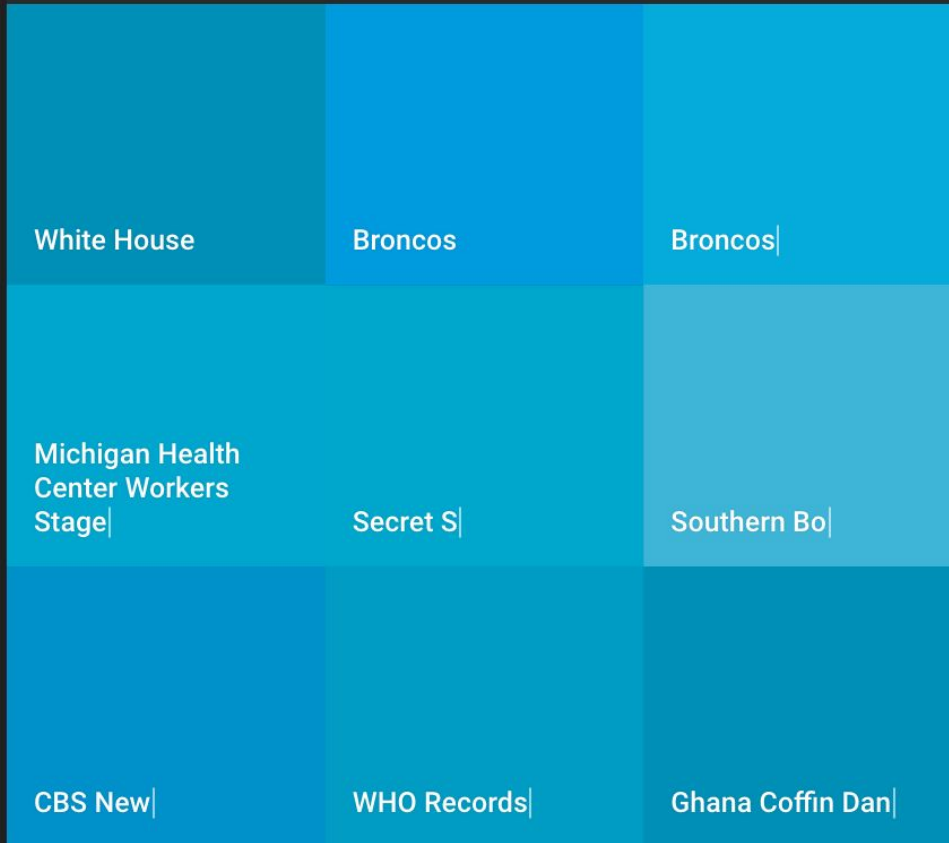 White House
Broncos
Broncos
Michigan Health
Center Workers
Stage
Secret S
Southern Bo
CBS New
WHO Records
Ghana Coffin Dan